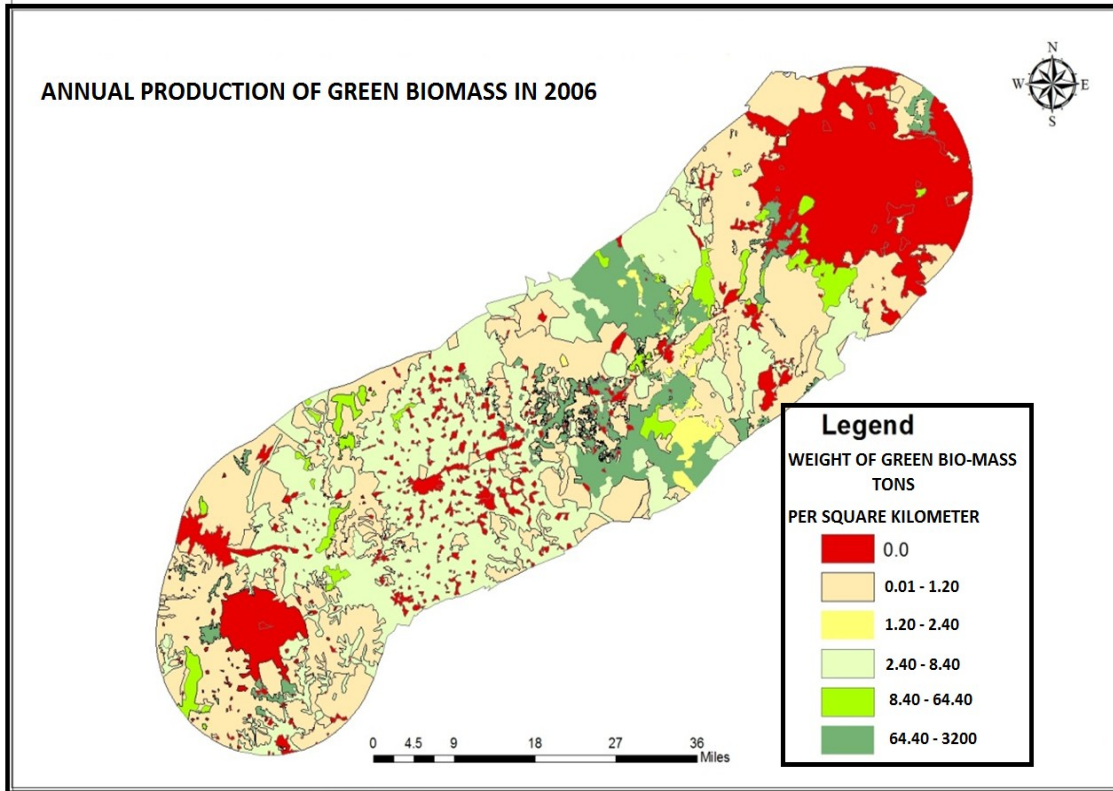 ANNUAL PRODUCTION OF GREEN BIOMASS IN 2006
N
W E
S
Legend
WEIGHT OF GREEN BIO-MASS
TONS
PER SQUARE KILOMETER
0.0
0.01 - 1.20
1.20 - 2.40
2.40 - 8.40
8.40 - 64.40
64.40 - 3200
0 4.5 9 18 27 36
Miles